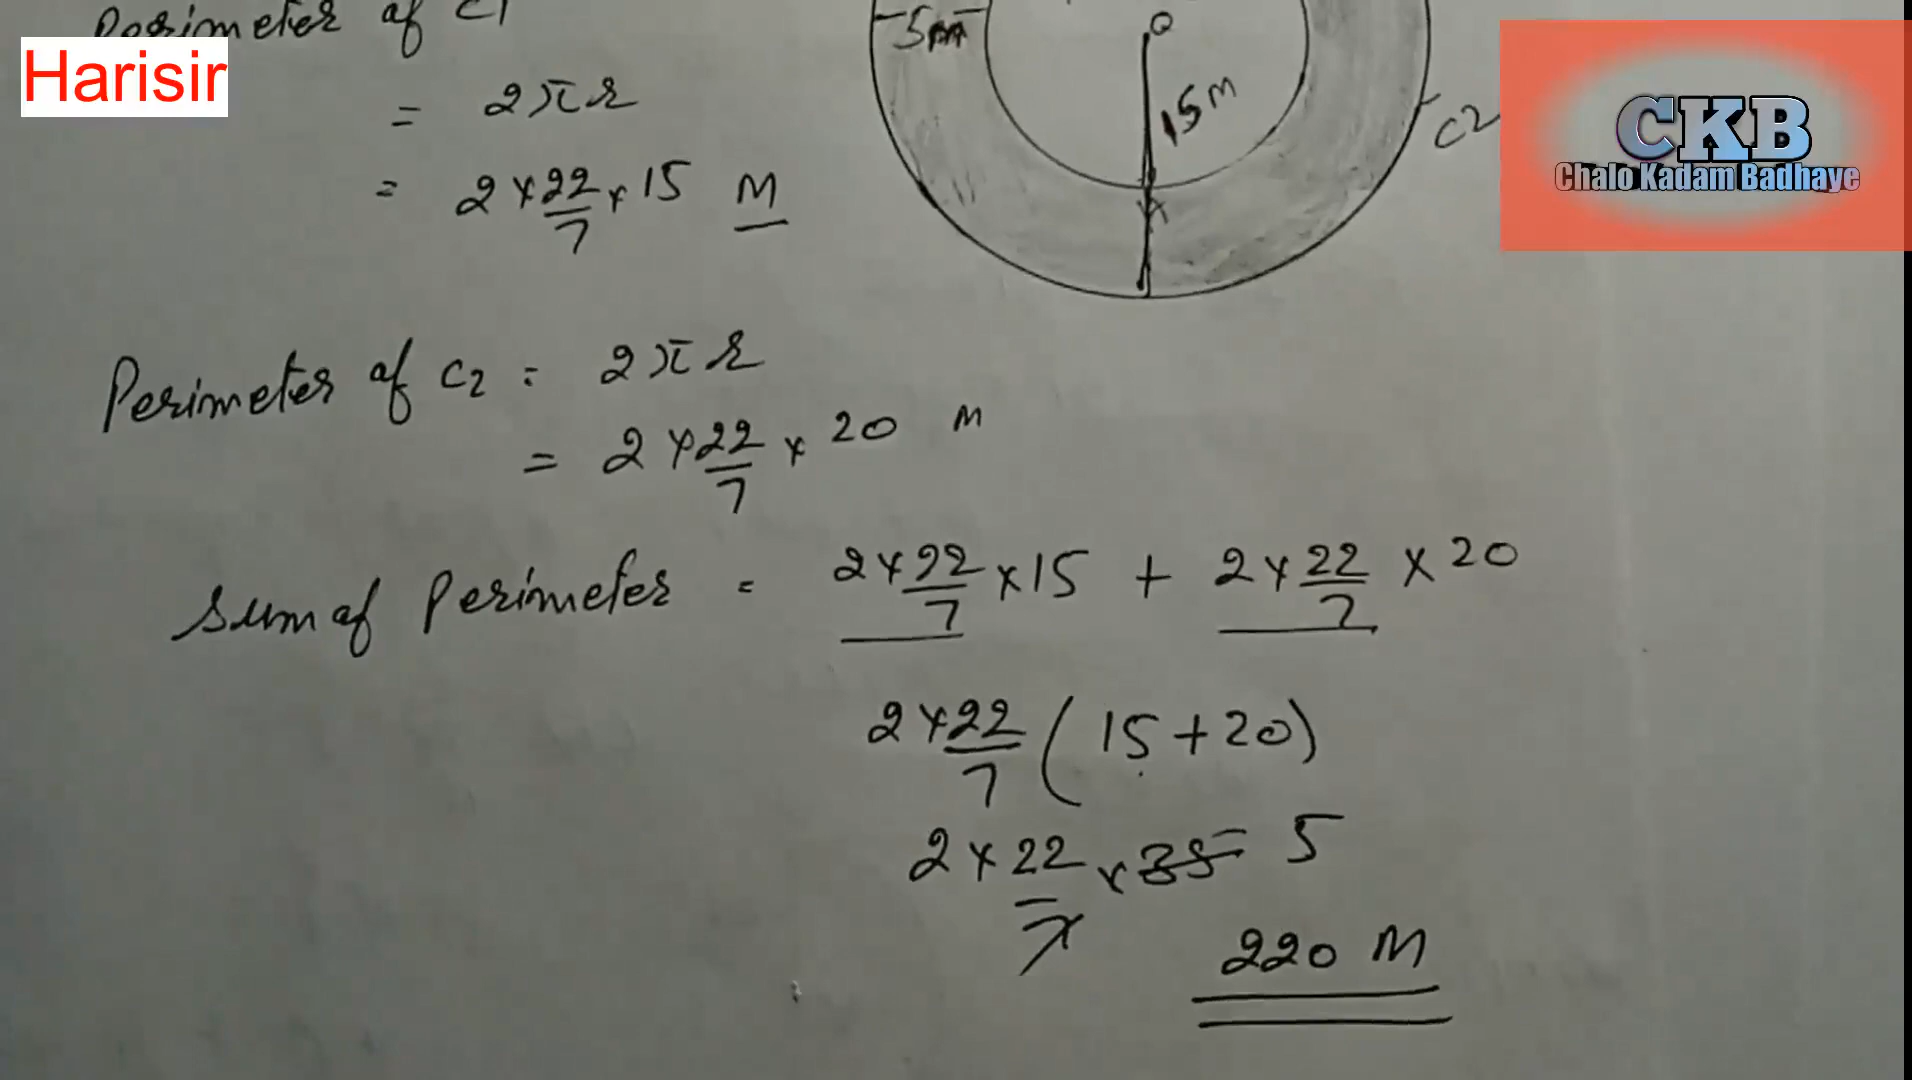 Perimeter of C1
Harisir
= 2πr
= 2 × 22/7 × 15 M
5m
O
15 M
C2
CKB
Chalo Kadam Badhaye
Perimeter of C2 = 2πr
= 2 × 22/7 × 20 M
Sum of Perimeter = 2 × 22/7 × 15 + 2 × 22/7 × 20
2 × 22/7 (15 + 20)
2 × 22/7 × 35 5
220 M